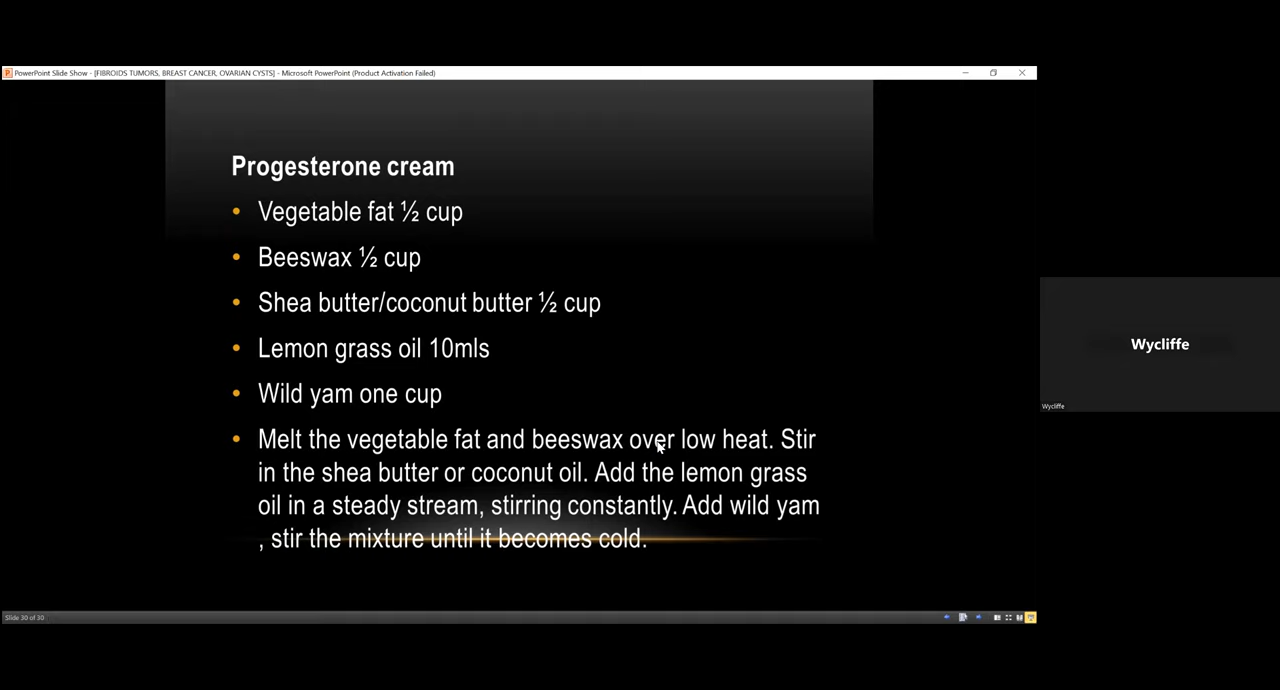 PowerPoint Slide Show - [FIBROIDS TUMORS, BREAST CANCER, OVARIAN CYSTS] - Microsoft PowerPoint (Product Activation Failed)
Progesterone cream
• Vegetable fat ½ cup
• Beeswax ½ cup
• Shea butter/coconut butter ½ cup
• Lemon grass oil 10mls
• Wild yam one cup
• Melt the vegetable fat and beeswax over low heat. Stir
in the shea butter or coconut oil. Add the lemon grass
oil in a steady stream, stirring constantly. Add wild yam
, stir the mixture until it becomes cold.
Wycliffe
Wycliffe
Slide 30 of 30